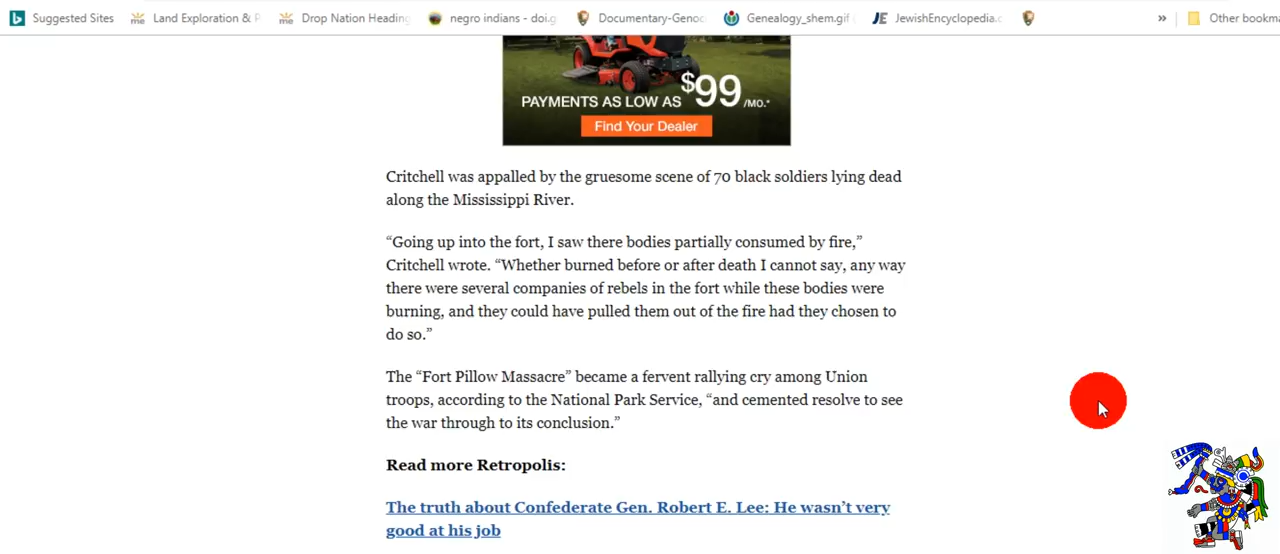 Suggested Sites Land Exploration & P Drop Nation Heading negro indians - doi.g Documentary-Genoc Genealogy_shem.gif ( JewishEncyclopedia.c » Other bookma
PAYMENTS AS LOW AS $99 /MO.*
Find Your Dealer
Critchell was appalled by the gruesome scene of 70 black soldiers lying dead
along the Mississippi River.
“Going up into the fort, I saw there bodies partially consumed by fire,”
Critchell wrote. “Whether burned before or after death I cannot say, any way
there were several companies of rebels in the fort while these bodies were
burning, and they could have pulled them out of the fire had they chosen to
do so.”
The “Fort Pillow Massacre” became a fervent rallying cry among Union
troops, according to the National Park Service, “and cemented resolve to see
the war through to its conclusion.”
Read more Retropolis:
The truth about Confederate Gen. Robert E. Lee: He wasn’t very
good at his job